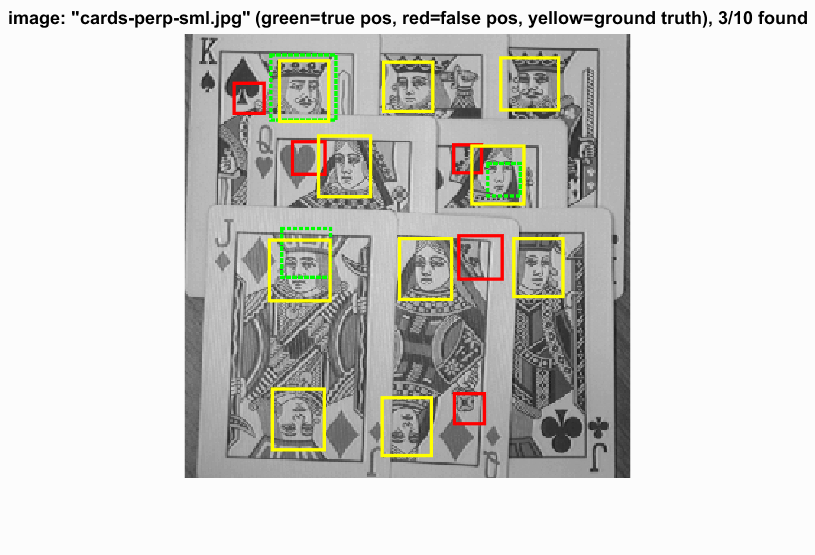 image: "cards-perp-sml.jpg" (green=true pos, red=false pos, yellow=ground truth), 3/10 found
K
Q
J
J
Q
J